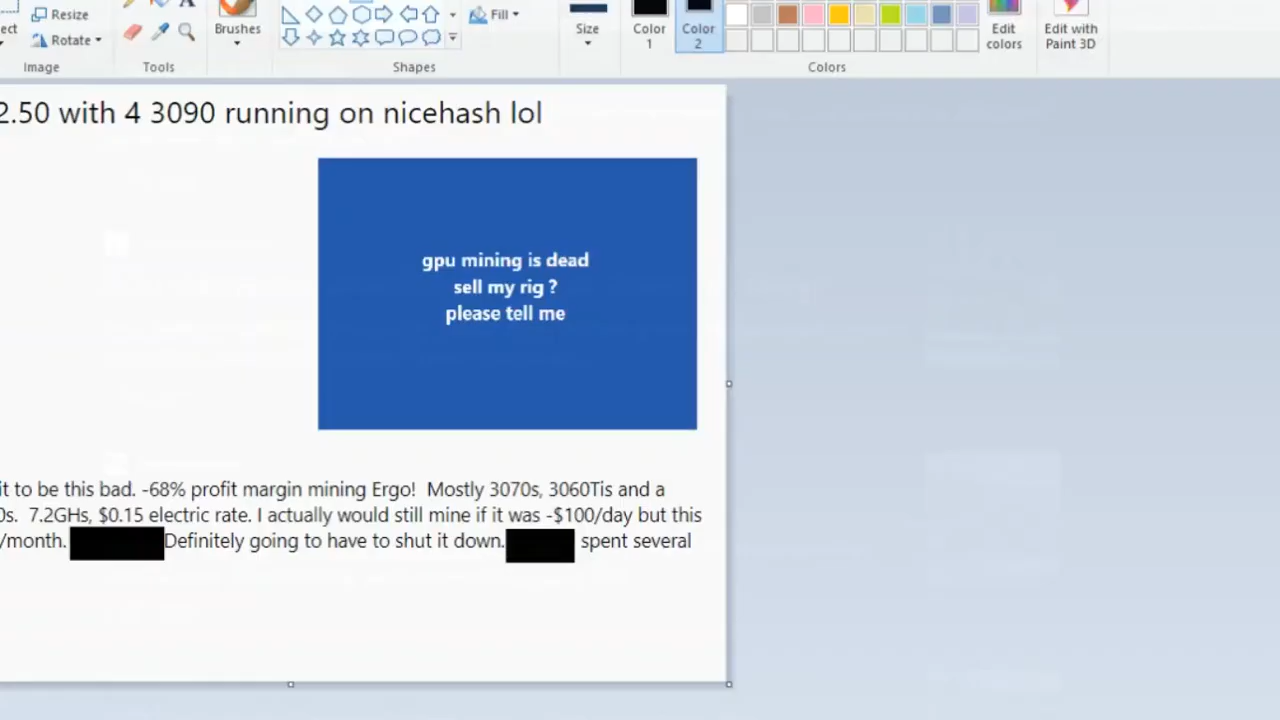 Resize
Rotate
Image
Tools
Brushes
Shapes
Fill
Size
Color
1
Color
2
Colors
Edit
colors
Edit with
Paint 3D
2.50 with 4 3090 running on nicehash lol
gpu mining is dead
sell my rig ?
please tell me
it to be this bad. -68% profit margin mining Ergo! Mostly 3070s, 3060Tis and a
0s. 7.2GHs, $0.15 electric rate. I actually would still mine if it was -$100/day but this
/month. Definitely going to have to shut it down. spent several